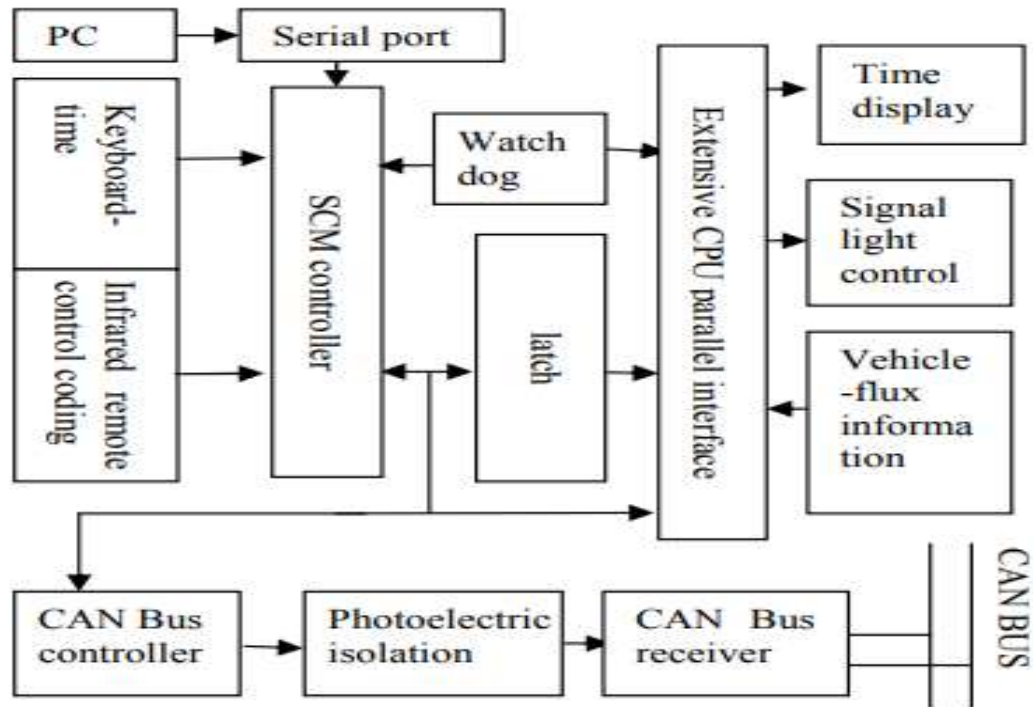 PC
Serial port
Keyboard-
time
Infrared remote
control coding
SCM controller
Watch
dog
latch
Extensive CPU parallel interface
Time
display
Signal
light
control
Vehicle
-flux
informa
tion
CAN Bus
controller
Photoelectric
isolation
CAN Bus
receiver
CAN BUS